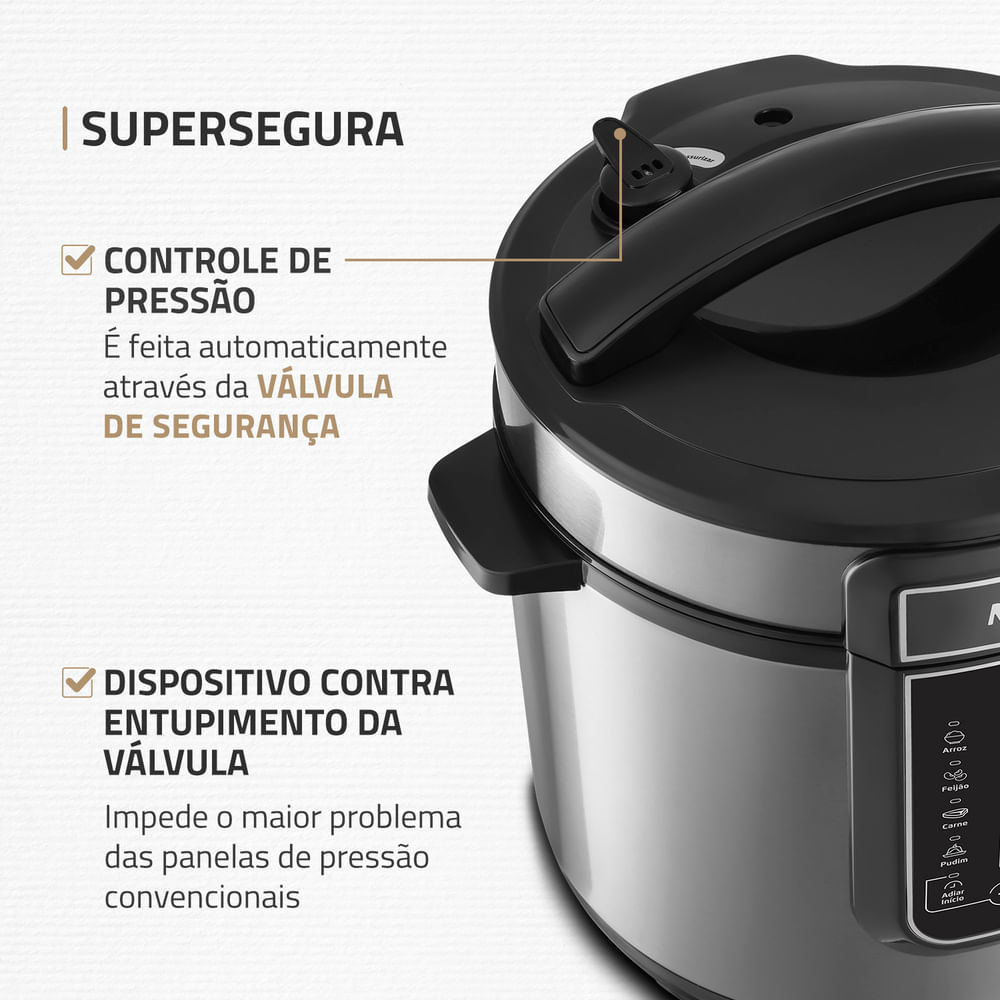 SUPERSEGURA
CONTROLE DE
PRESSÃO
É feita automaticamente
através da VÁLVULA
DE SEGURANÇA
DISPOSITIVO CONTRA
ENTUPIMENTO DA
VÁLVULA
Impede o maior problema
das panelas de pressão
convencionais
ssurizar
Arroz
Feijão
Carne
Pudim
Adiar
Início